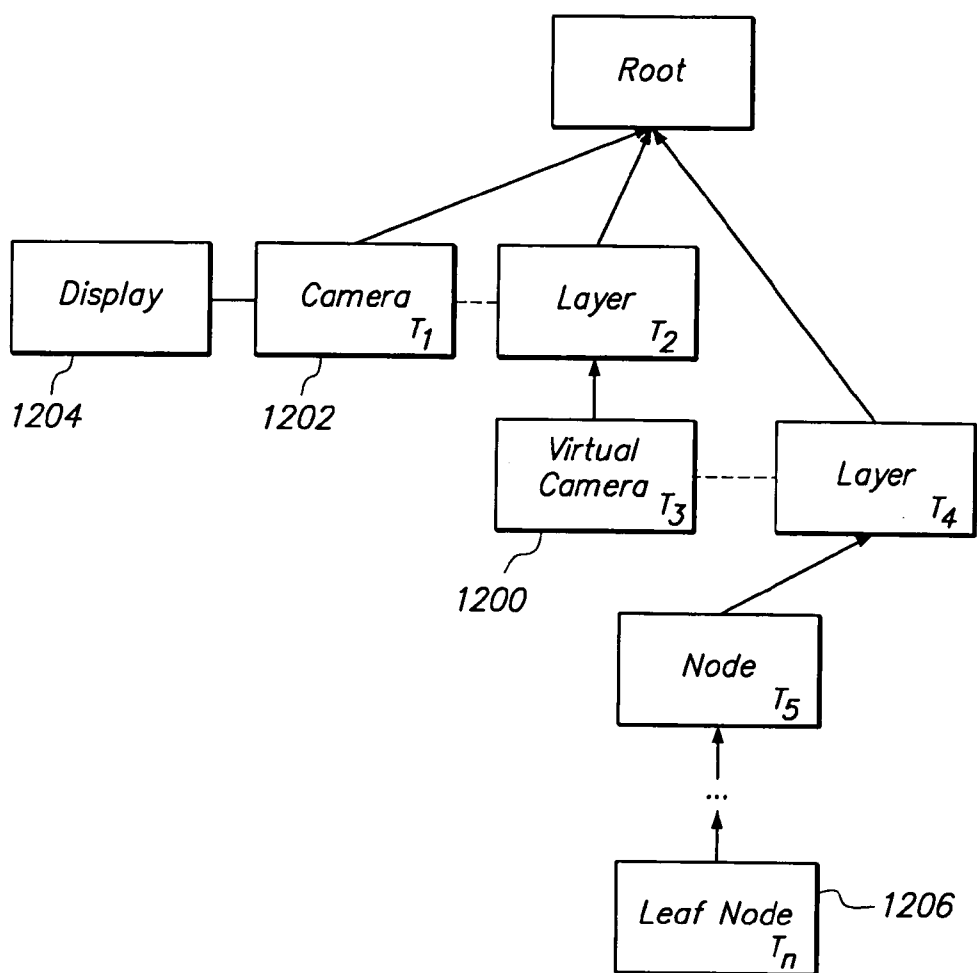 Root
Display
Camera
T1
Layer
T2
1204
1202
Virtual
Camera
T3
Layer
T4
1200
Node
T5
...
Leaf Node
Tn
1206